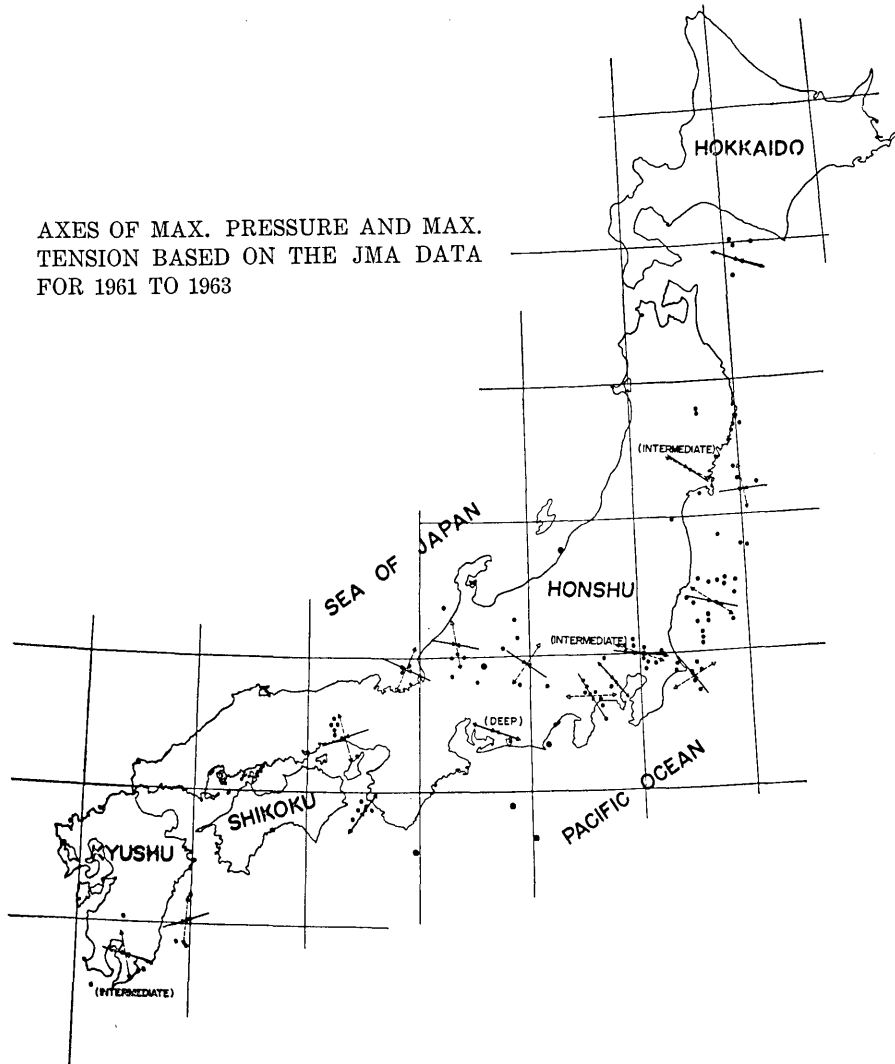 HOKKAIDO
AXES OF MAX. PRESSURE AND MAX.
TENSION BASED ON THE JMA DATA
FOR 1961 TO 1963
(INTERMEDIATE)
SEA OF JAPAN
HONSHU
(INTERMEDIATE)
(DEEP)
PACIFIC OCEAN
SHIKOKU
KYUSHU
(INTERMEDIATE)